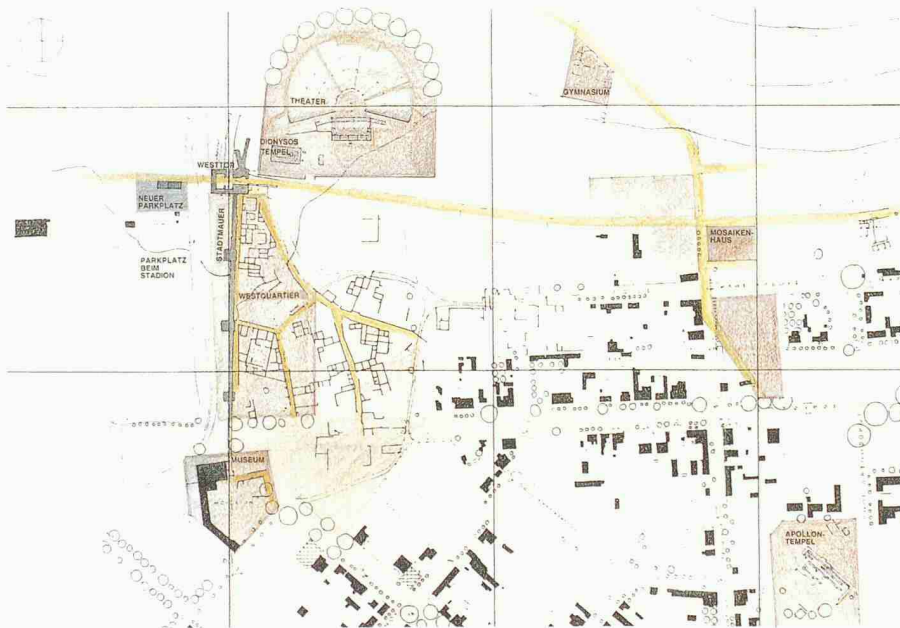 THEATER
GYMNASIUM
DIONYSOS
TEMPEL
WESTTOR
NEUER
PARKPLATZ
STADTMAUER
PARKPLATZ
BEIM
STADION
WESTQUARTIER
MOSAIKEN-
HAUS
MUSEUM
APOLLON-
TEMPEL